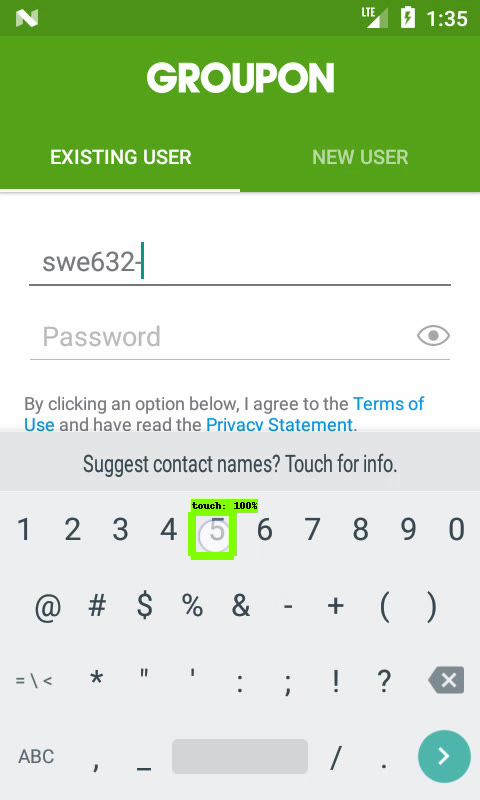 LTE 1:35
GROUPON
EXISTING USER NEW USER
swe632-
Password
By clicking an option below, I agree to the Terms of
Use and have read the Privacy Statement.
Suggest contact names? Touch for info.
touch: 100%
1 2 3 4 5 6 7 8 9 0
@ # $ % & - + ( )
= \ < * " ' : ; ! ?
ABC , _ / .